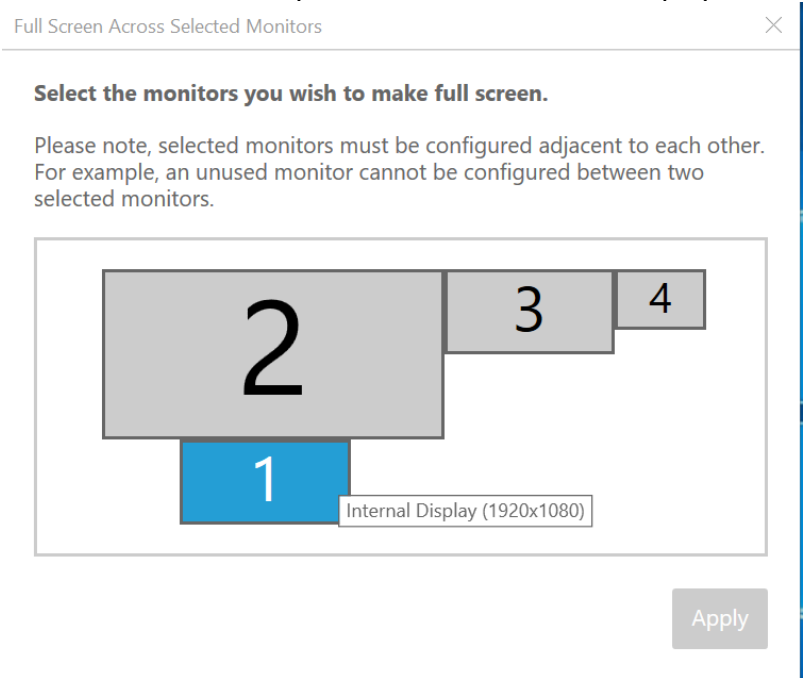 Full Screen Across Selected Monitors
Select the monitors you wish to make full screen.
Please note, selected monitors must be configured adjacent to each other.
For example, an unused monitor cannot be configured between two
selected monitors.
2
3
4
1
Internal Display (1920x1080)
Apply